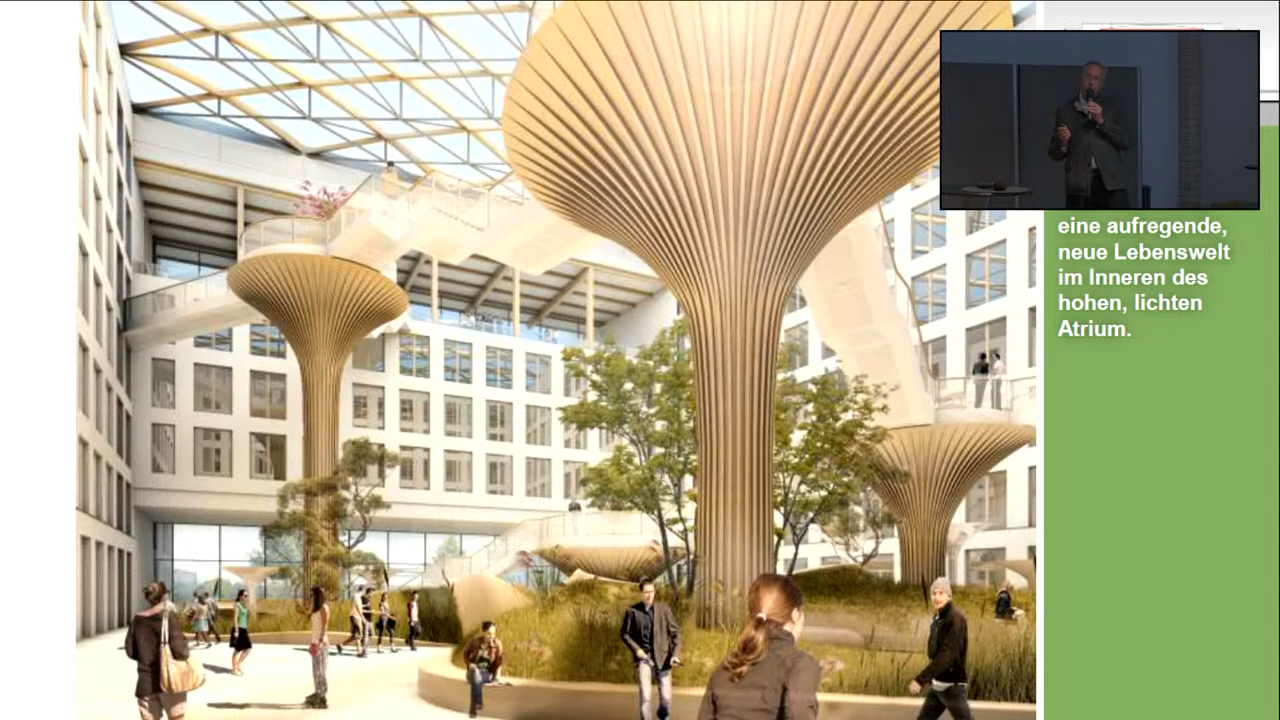 eine aufregende,
neue Lebenswelt
im Inneren des
hohen, lichten
Atrium.